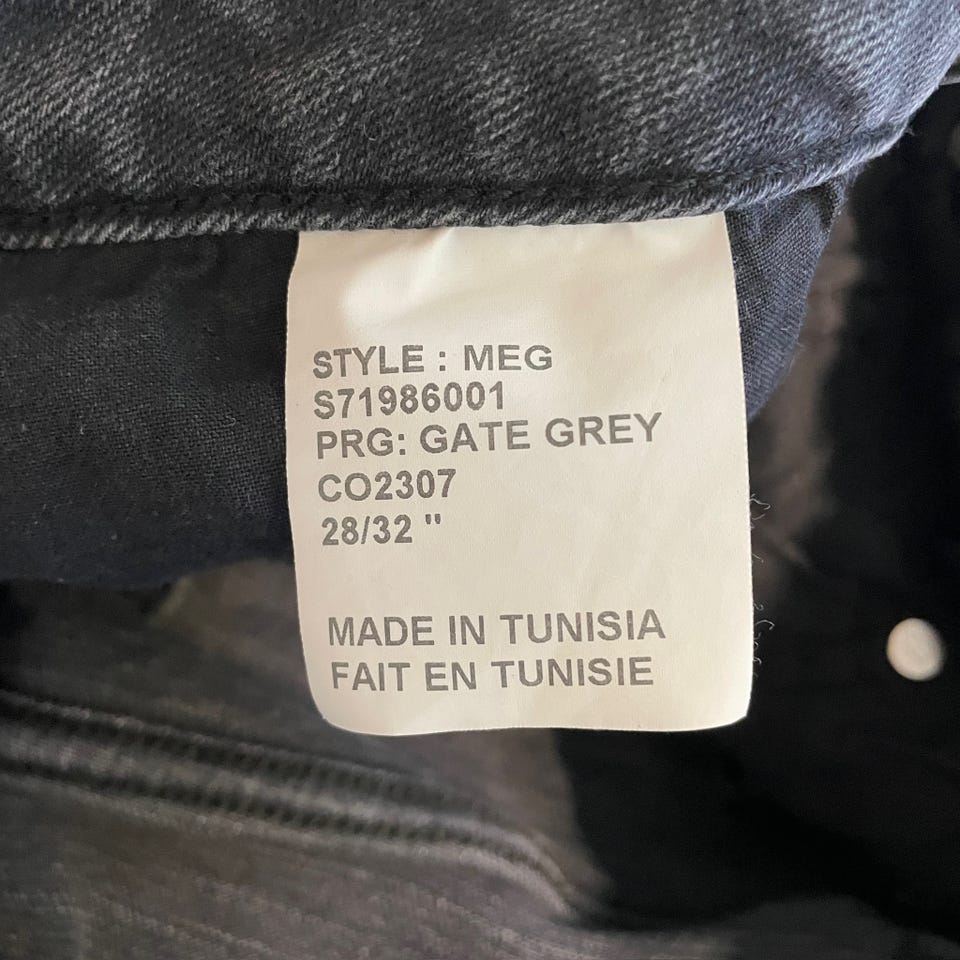 STYLE : MEG
S71986001
PRG: GATE GREY
CO2307
28/32 "
MADE IN TUNISIA
FAIT EN TUNISIE